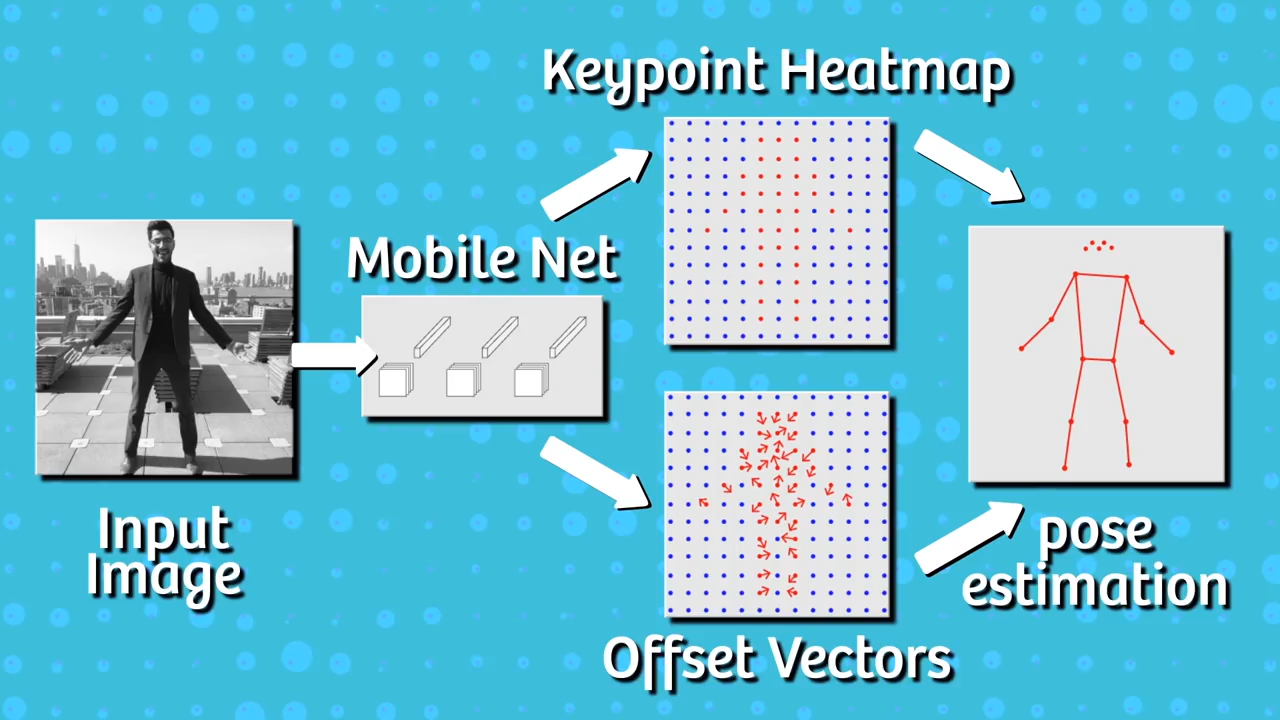 Keypoint Heatmap
Mobile Net
Input
Image
pose
estimation
Offset Vectors